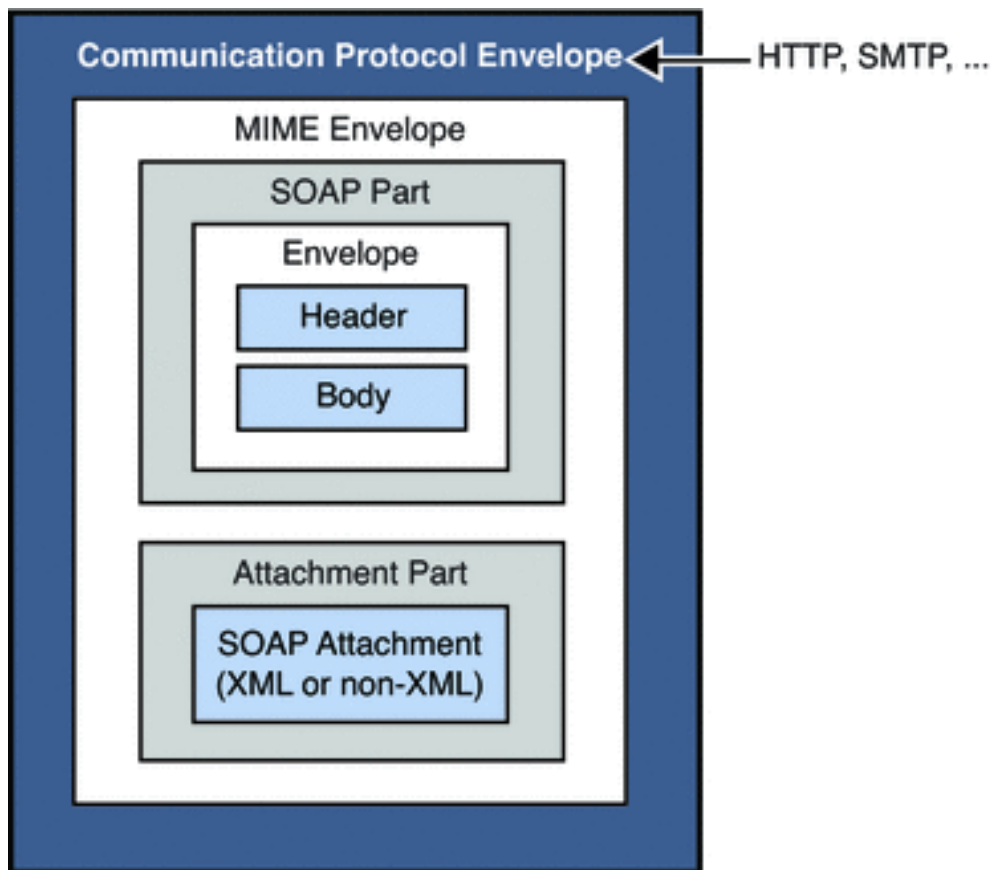 Communication Protocol Envelope
HTTP, SMTP, ...
MIME Envelope
SOAP Part
Envelope
Header
Body
Attachment Part
SOAP Attachment
(XML or non-XML)